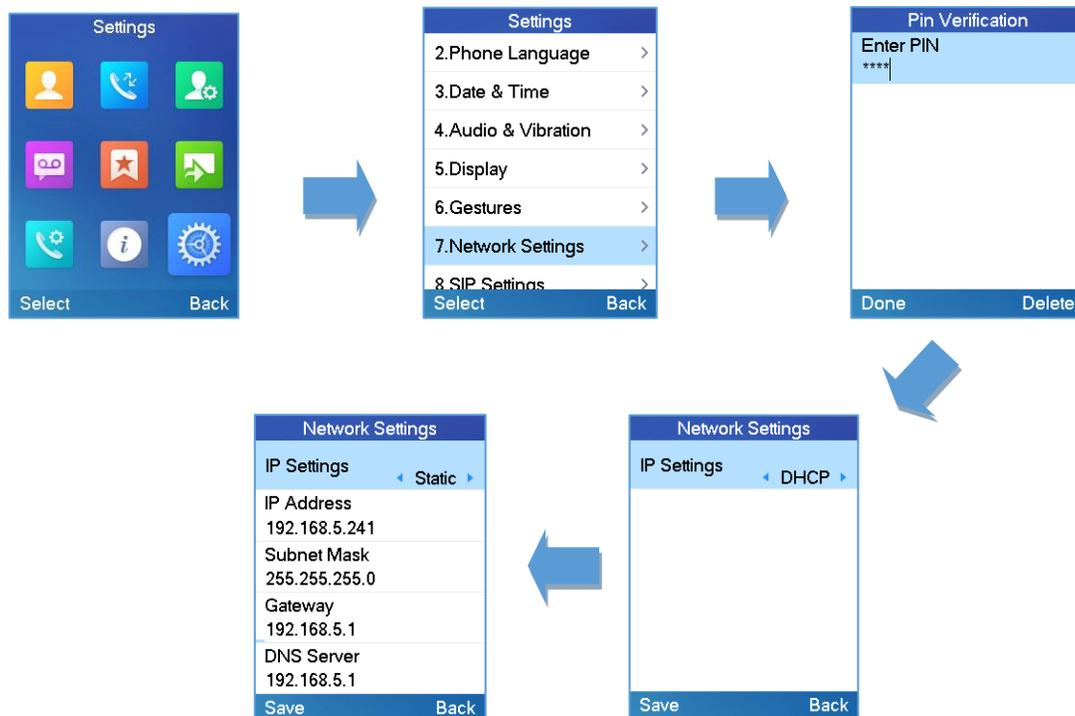 Settings
Select Back
Settings
2.Phone Language
3.Date & Time
4.Audio & Vibration
5.Display
6.Gestures
7.Network Settings
8.SIP Settings
Select Back
Pin Verification
Enter PIN
****
Done Delete
Network Settings
IP Settings
Static
IP Address
192.168.5.241
Subnet Mask
255.255.255.0
Gateway
192.168.5.1
DNS Server
192.168.5.1
Save Back
Network Settings
IP Settings
DHCP
Save Back